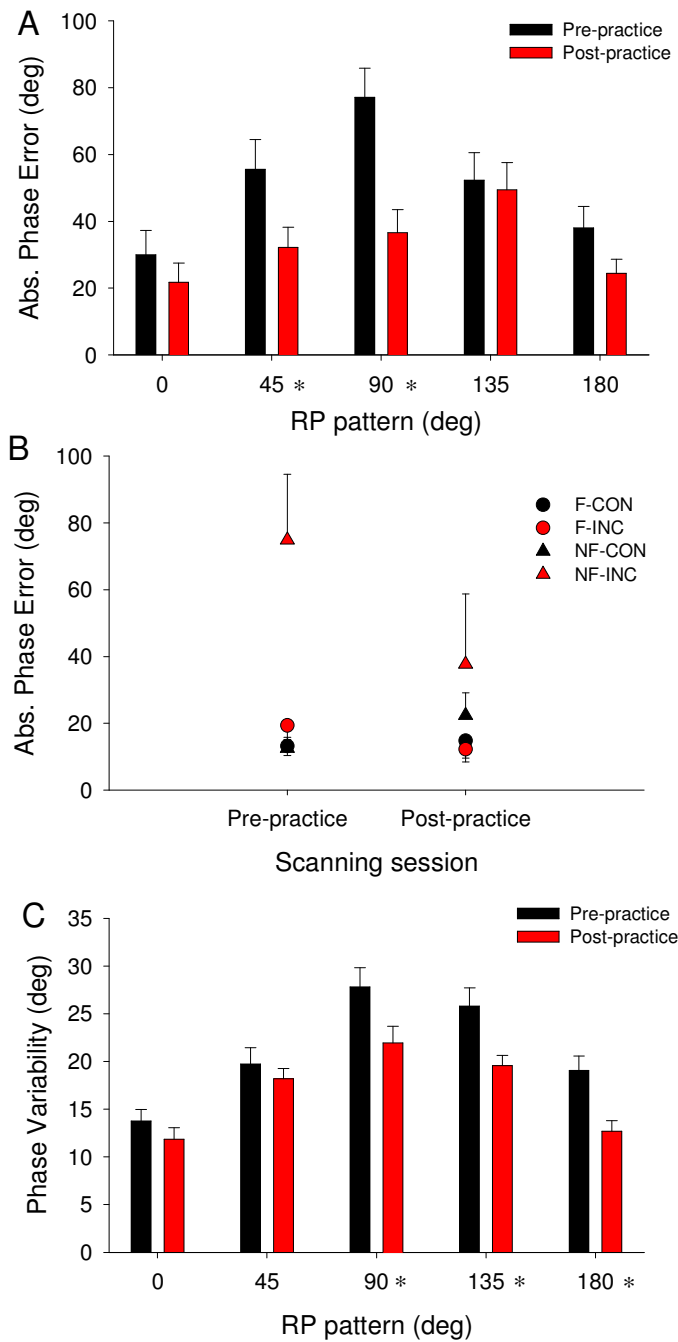 A
100
80
60
40
20
0
Abs. Phase Error (deg)
Pre-practice
Post-practice
0 45 * 90 * 135 180
RP pattern (deg)
B
100
80
60
40
20
0
Abs. Phase Error (deg)
F-CON
F-INC
NF-CON
NF-INC
Pre-practice Post-practice
Scanning session
C
35
30
25
20
15
10
5
0
Phase Variability (deg)
Pre-practice
Post-practice
0 45 90 * 135 * 180 *
RP pattern (deg)